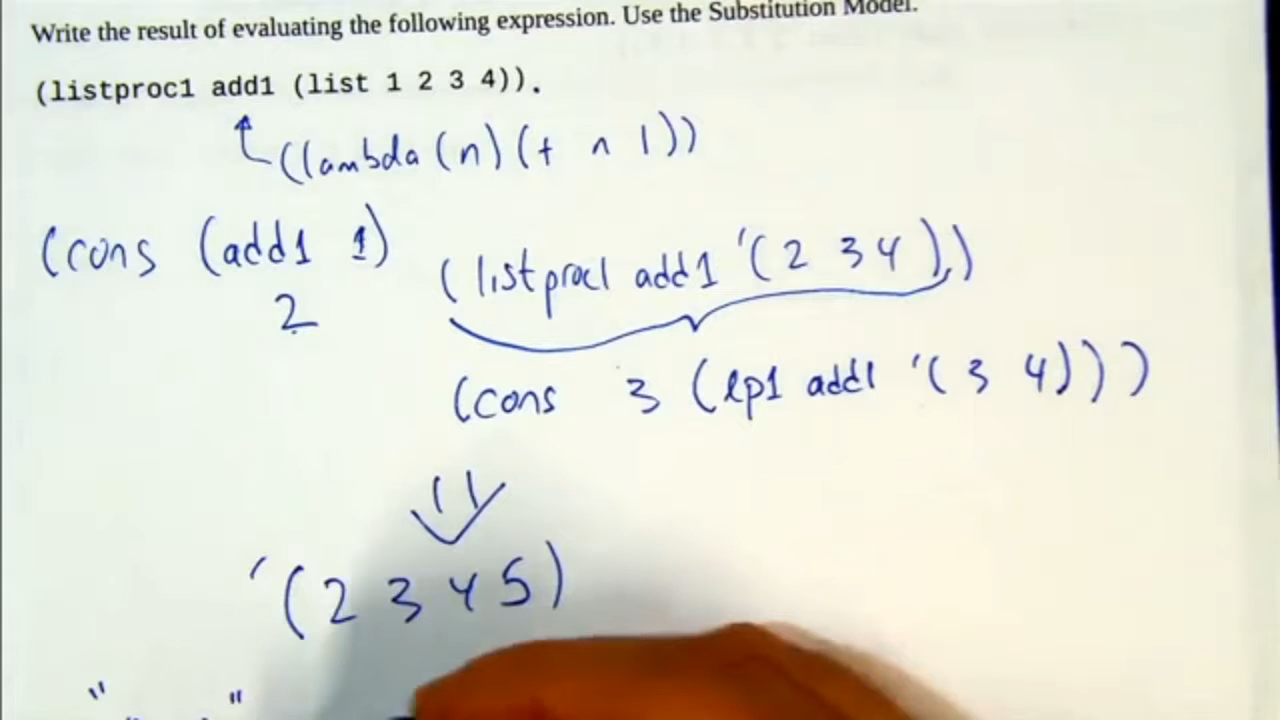 Write the result of evaluating the following expression. Use the Substitution Model.
(listproc1 add1 (list 1 2 3 4)).
((lambda (n) (+ n 1))
(cons (add1 1) (listproc1 add1 '(2 3 4)))
2
(cons 3 (lp1 add1 '(3 4)))
'(2 3 4 5)
" "